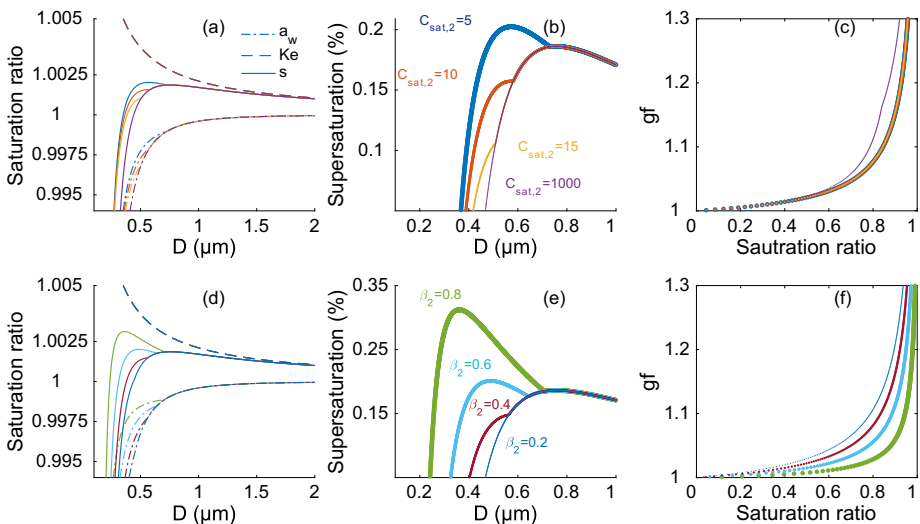 (a)
1.005
1.0025
1
0.9975
0.995
Saturation ratio
a_w
Ke
s
0.5
1
1.5
2
D (µm)
(b)
0.2
0.15
0.1
Supersaturation (%)
C_sat,2=5
C_sat,2=10
C_sat,2=15
C_sat,2=1000
0.2
0.4
0.6
0.8
1
D (µm)
(c)
1.3
1.2
1.1
1
gf
0
0.2
0.4
0.6
0.8
1
Sautration ratio
(d)
1.005
1.0025
1
0.9975
0.995
Saturation ratio
0.5
1
1.5
2
D (µm)
(e)
0.35
0.25
0.15
Supersaturation (%)
β_2=0.8
β_2=0.6
β_2=0.4
β_2=0.2
0.2
0.4
0.6
0.8
1
D (µm)
(f)
1.3
1.2
1.1
1
gf
0
0.2
0.4
0.6
0.8
1
Saturation ratio